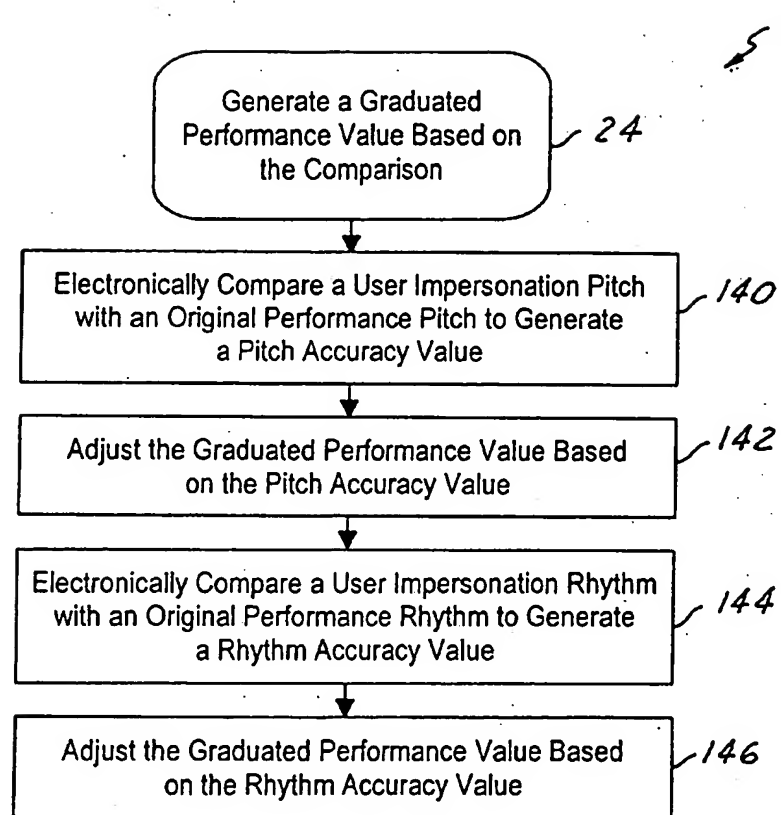 Generate a Graduated
Performance Value Based on
the Comparison
24
Electronically Compare a User Impersonation Pitch
with an Original Performance Pitch to Generate
a Pitch Accuracy Value
140
Adjust the Graduated Performance Value Based
on the Pitch Accuracy Value
142
Electronically Compare a User Impersonation Rhythm
with an Original Performance Rhythm to Generate
a Rhythm Accuracy Value
144
Adjust the Graduated Performance Value Based
on the Rhythm Accuracy Value
146